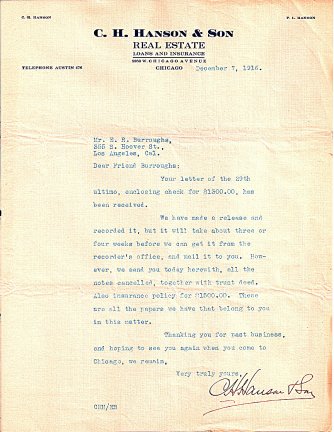 C. H. HANSON
P. L. HANSON
C. H. HANSON & SON
REAL ESTATE
LOANS AND INSURANCE
CHICAGO AVENUE
TELEPHONE AUSTIN 476
CHICAGO
December 7, 1916.
Mr. E. R. Burroughs,
355 S. Hoover St.,
Los Angeles, Cal.
Dear Friend Burroughs:
Your letter of the 29th
ultimo, enclosing check for $1300.00, has
been received.
We have made a release and
recorded it, but it will take about three or
four weeks before we can get it from the
recorder's office, and mail it to you. How-
ever, we send you today herewith, all the
notes cancelled, together with trust deed.
Also insurance policy for $1500.00. These
are all the papers we have that belong to you
in this matter.
Thanking you for past business,
and hoping to see you again when you come to
Chicago, we remain,
Very truly yours,
C H Hanson & Son